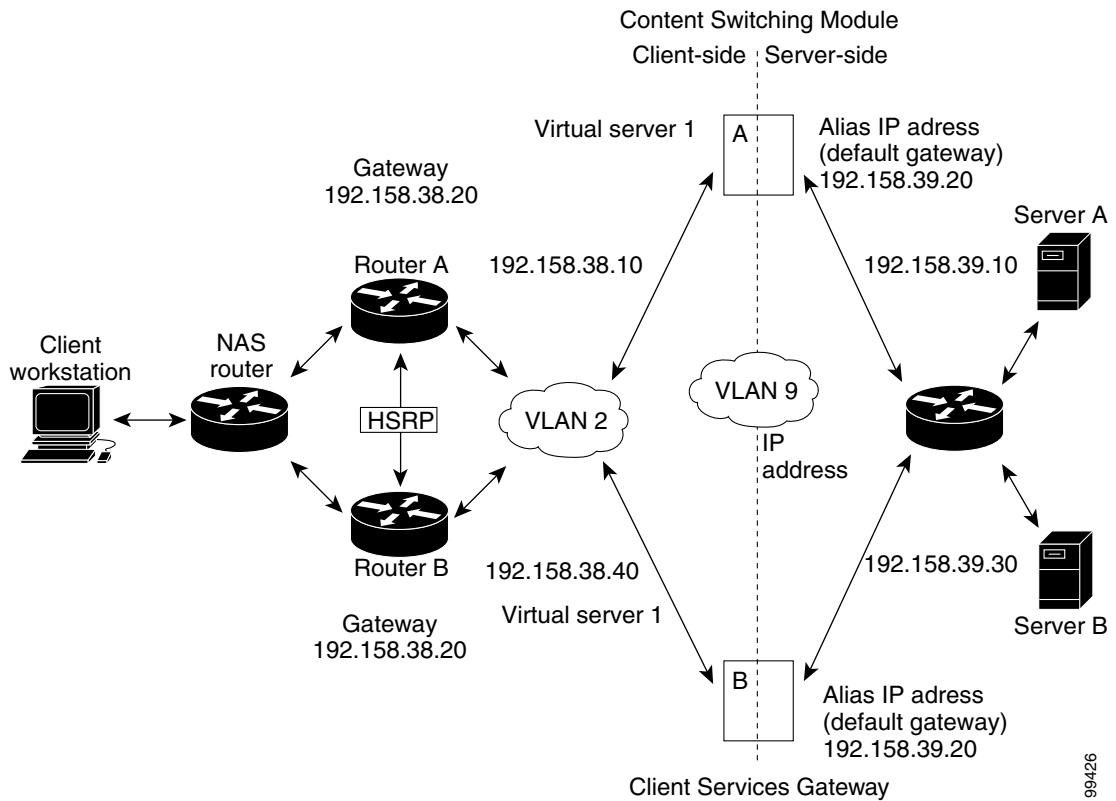 Content Switching Module
Client-side
Server-side
Virtual server 1
A
Alias IP adress
(default gateway)
192.158.39.20
Gateway
192.158.38.20
Server A
Router A
192.158.38.10
192.158.39.10
Client
workstation
NAS
router
HSRP
VLAN 2
VLAN 9
IP
address
Router B
192.158.38.40
192.158.39.30
Virtual server 1
Gateway
192.158.38.20
Server B
B
Alias IP adress
(default gateway)
192.158.39.20
Client Services Gateway
99426